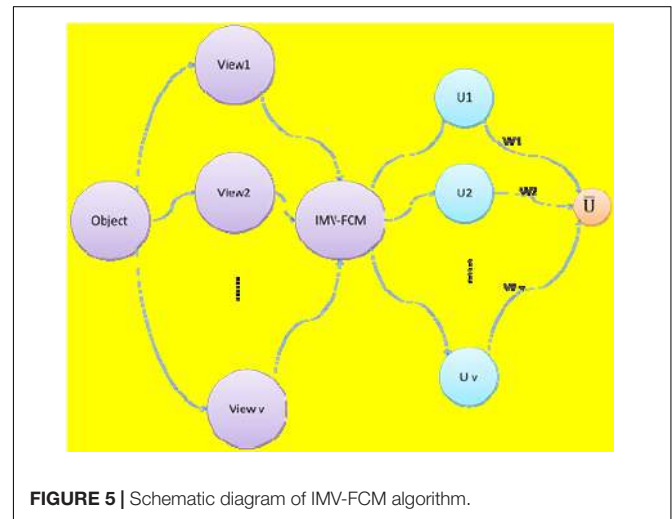 View1
U1
W1
View2
U2
W2
Object
IMV-FCM
Ū
W v
View v
U v
FIGURE 5 | Schematic diagram of IMV-FCM algorithm.